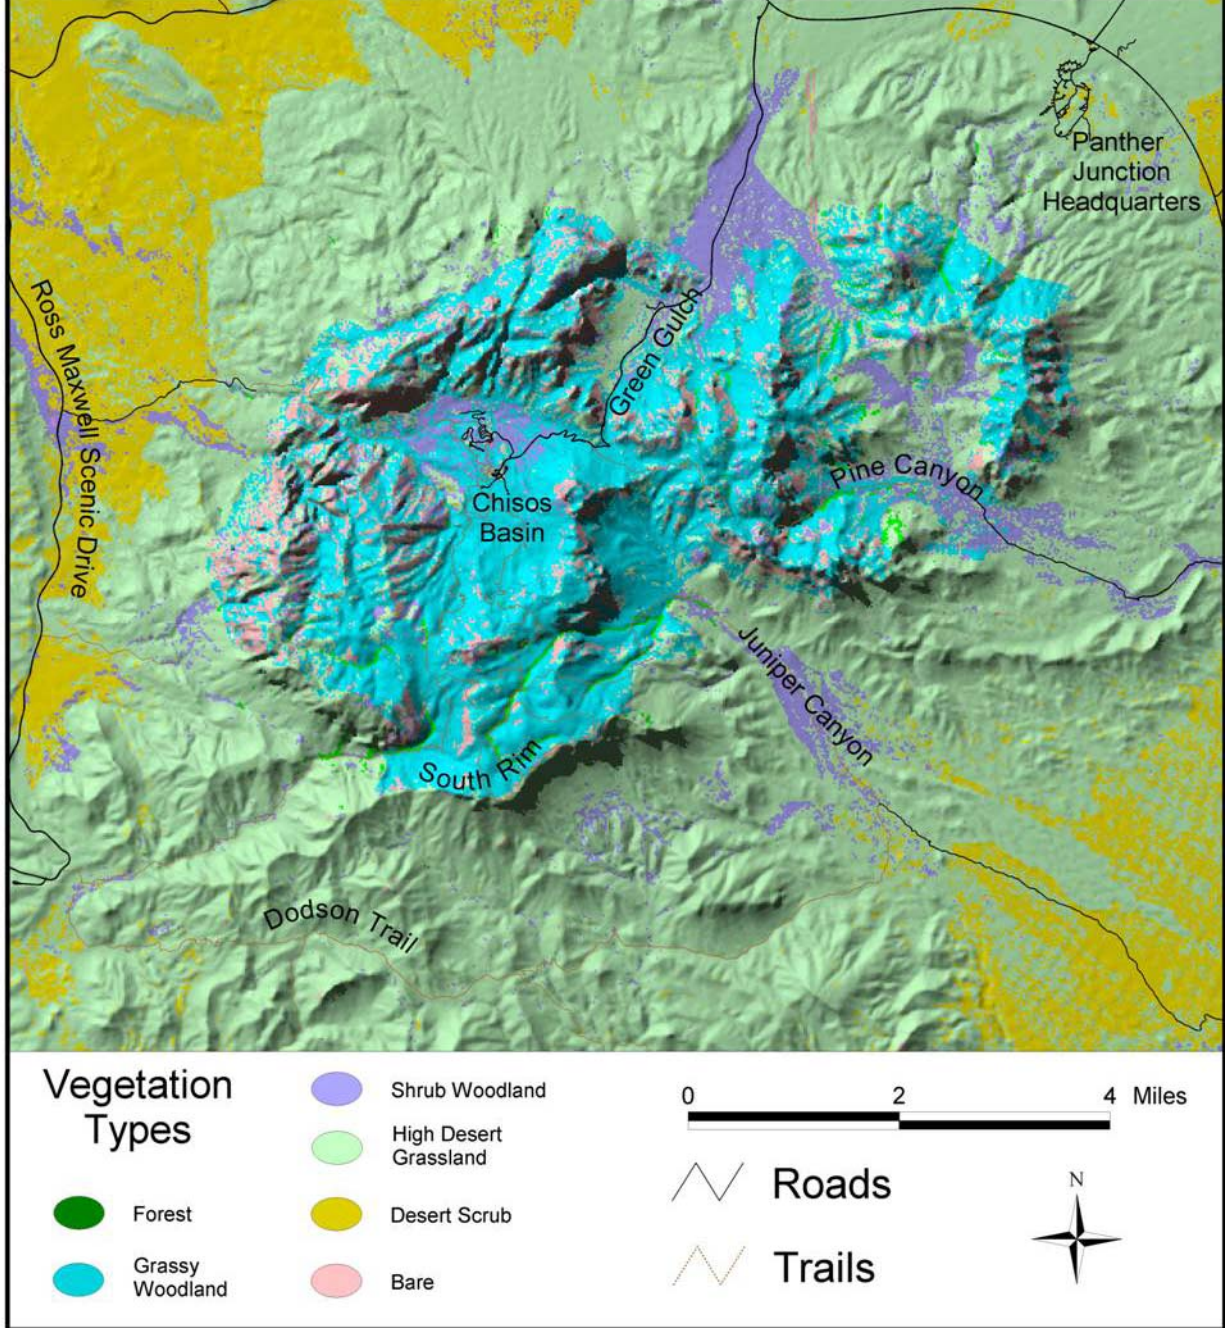 Panther
Junction
Headquarters
Ross Maxwell Scenic Drive
Green Gulch
Pine Canyon
Chisos
Basin
Juniper Canyon
South Rim
Dodson Trail
Vegetation
Types
Forest
Grassy
Woodland
Shrub Woodland
High Desert
Grassland
Desert Scrub
Bare
0 2 4 Miles
Roads
Trails
N